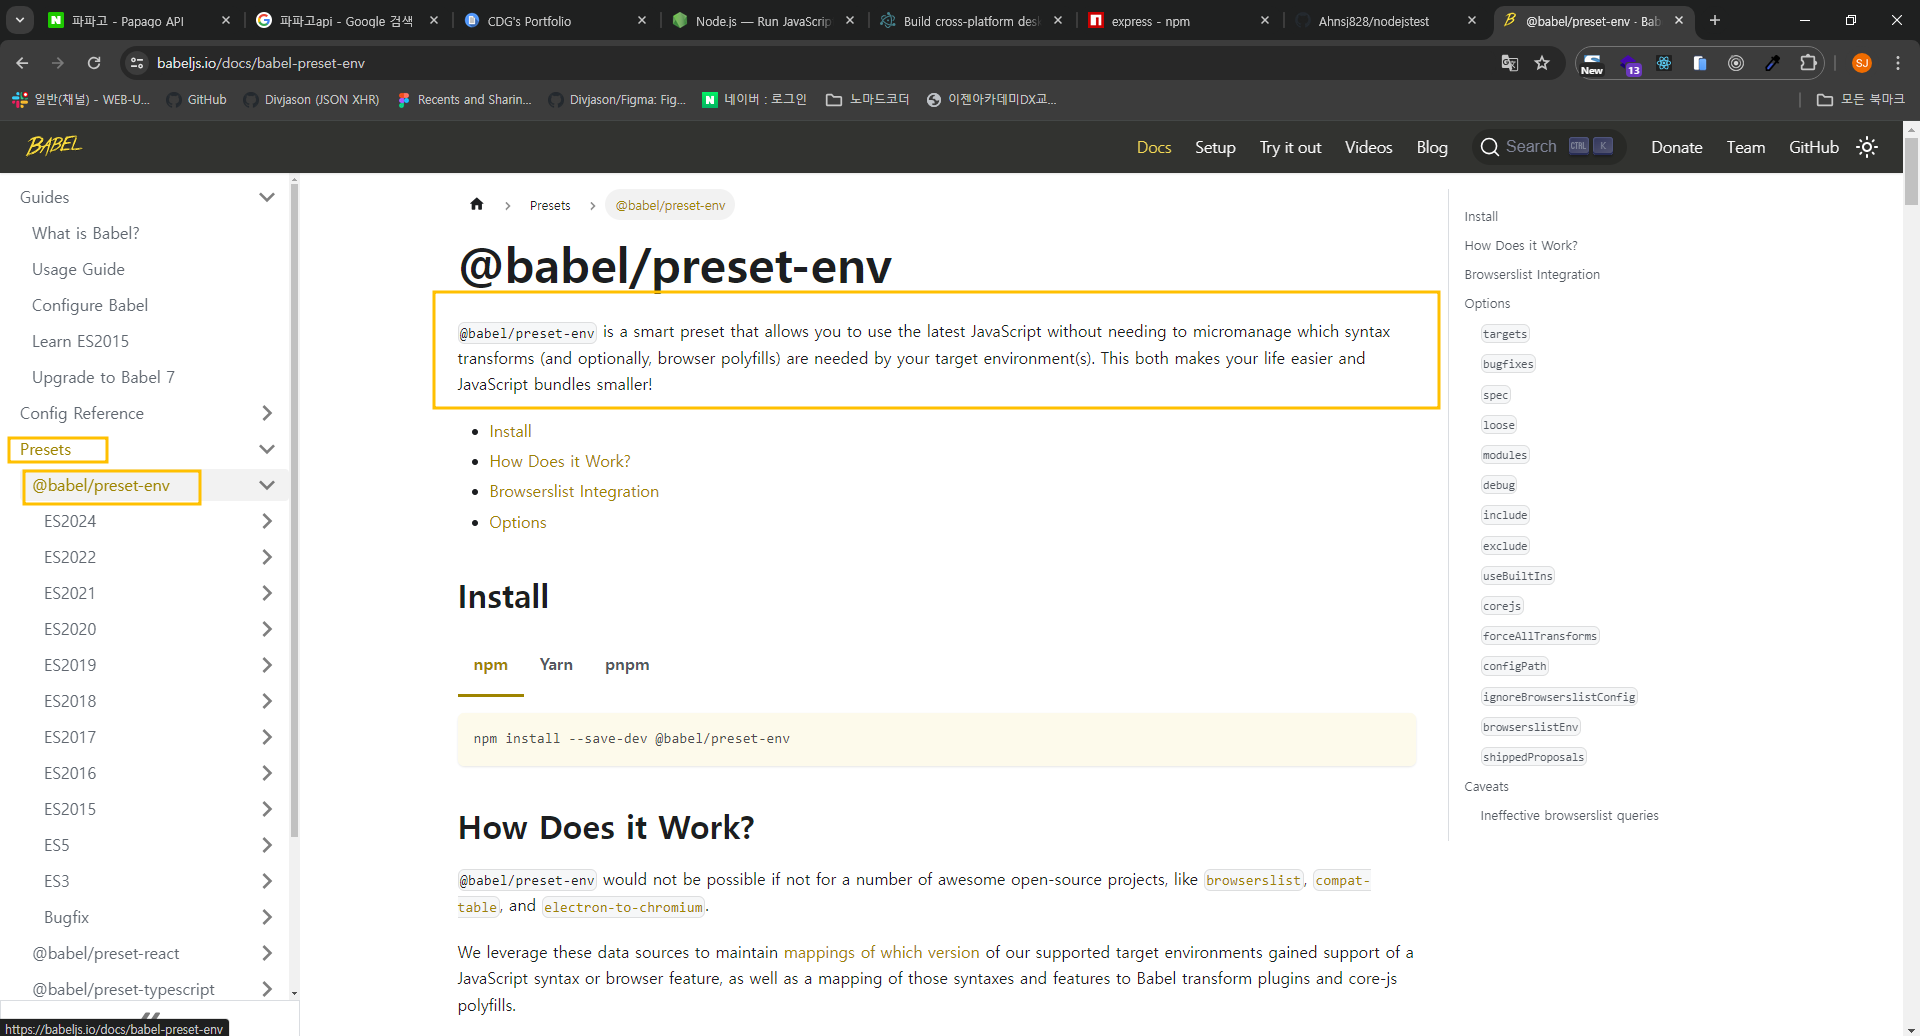 파파고 - Papago API
파파고api - Google 검색
CDG's Portfolio
Node.js — Run JavaScript
Build cross-platform des
express - npm
Ahnsj828/nodejstest
@babel/preset-env · Bab
babeljs.io/docs/babel-preset-env
New
13
SJ
일반(채널) - WEB-U...
GitHub
Divjason (JSON XHR)
Recents and Sharin...
Divjason/Figma: Fig...
네이버 : 로그인
노마드코더
이젠아카데미DX교...
모든 북마크
BABEL
Docs
Setup
Try it out
Videos
Blog
Search
CTRL
K
Donate
Team
GitHub
Guides
What is Babel?
Usage Guide
Configure Babel
Learn ES2015
Upgrade to Babel 7
Config Reference
Presets
@babel/preset-env
ES2024
ES2022
ES2021
ES2020
ES2019
ES2018
ES2017
ES2016
ES2015
ES5
ES3
Bugfix
@babel/preset-react
@babel/preset-typescript
https://babeljs.io/docs/babel-preset-env
Presets
@babel/preset-env
@babel/preset-env
@babel/preset-env is a smart preset that allows you to use the latest JavaScript without needing to micromanage which syntax
transforms (and optionally, browser polyfills) are needed by your target environment(s). This both makes your life easier and
JavaScript bundles smaller!
Install
How Does it Work?
Browserslist Integration
Options
Install
npm
Yarn
pnpm
npm install --save-dev @babel/preset-env
How Does it Work?
@babel/preset-env would not be possible if not for a number of awesome open-source projects, like browserslist, compat-
table, and electron-to-chromium.
We leverage these data sources to maintain mappings of which version of our supported target environments gained support of a
JavaScript syntax or browser feature, as well as a mapping of those syntaxes and features to Babel transform plugins and core-js
polyfills.
Install
How Does it Work?
Browserslist Integration
Options
targets
bugfixes
spec
loose
modules
debug
include
exclude
useBuiltIns
corejs
forceAllTransforms
configPath
ignoreBrowserslistConfig
browserslistEnv
shippedProposals
Caveats
Ineffective browserslist queries